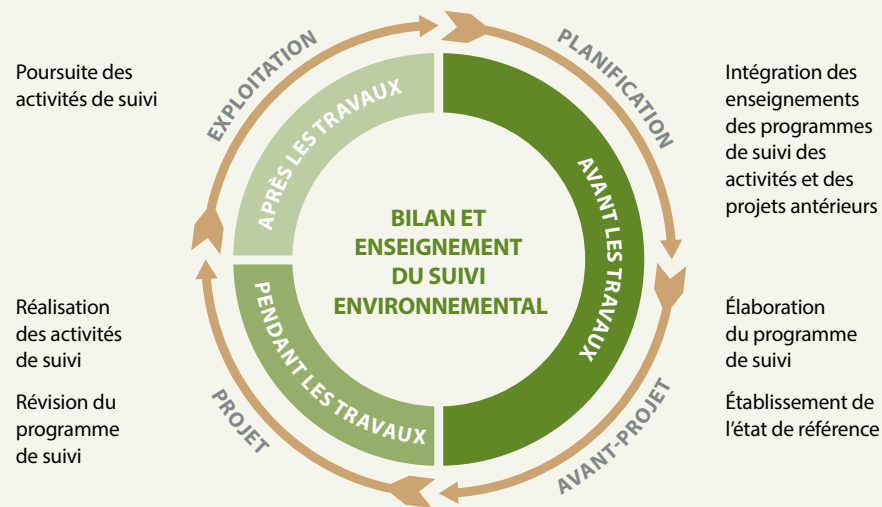 Poursuite des
activités de suivi
EXPLOITATION
PLANIFICATION
Intégration des
enseignements
des programmes
de suivi des
activités et des
projets antérieurs
APRÈS LES TRAVAUX
AVANT LES TRAVAUX
BILAN ET
ENSEIGNEMENT
DU SUIVI
ENVIRONNEMENTAL
PENDANT LES TRAVAUX
Réalisation
des activités
de suivi
Révision du
programme
de suivi
PROJET
AVANT-PROJET
Élaboration
du programme
de suivi
Établissement de
l'état de référence